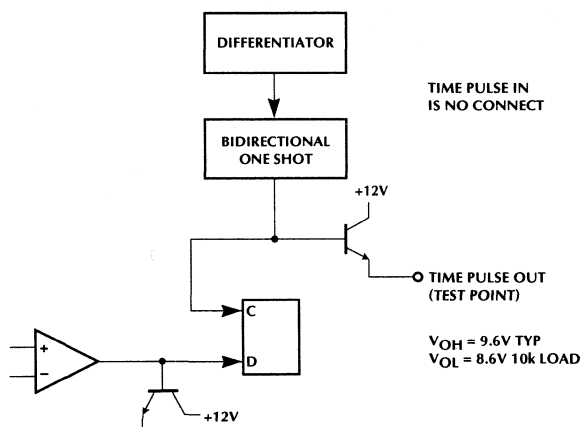 DIFFERENTIATOR
TIME PULSE IN
IS NO CONNECT
BIDIRECTIONAL
ONE SHOT
+12V
TIME PULSE OUT
(TEST POINT)
C
D
+
−
VOH = 9.6V TYP
VOL = 8.6V 10k LOAD
+12V